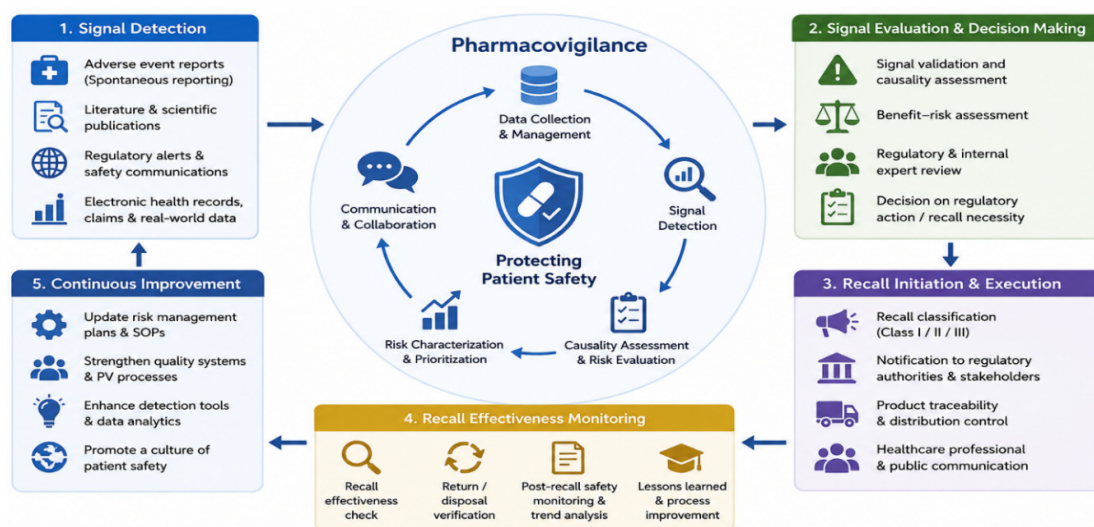 1. Signal Detection
Adverse event reports
(Spontaneous reporting)
Literature & scientific
publications
Regulatory alerts &
safety communications
Electronic health records,
claims & real-world data
Pharmacovigilance
Data Collection
& Management
Signal
Detection
Causality Assessment
& Risk Evaluation
Risk Characterization
& Prioritization
Communication
& Collaboration
Protecting
Patient Safety
2. Signal Evaluation & Decision Making
Signal validation and
causality assessment
Benefit–risk assessment
Regulatory & internal
expert review
Decision on regulatory
action / recall necessity
3. Recall Initiation & Execution
Recall classification
(Class I / II / III)
Notification to regulatory
authorities & stakeholders
Product traceability
& distribution control
Healthcare professional
& public communication
4. Recall Effectiveness Monitoring
Recall
effectiveness
check
Return /
disposal
verification
Post-recall safety
monitoring &
trend analysis
Lessons learned
& process
improvement
5. Continuous Improvement
Update risk management
plans & SOPs
Strengthen quality systems
& PV processes
Enhance detection tools
& data analytics
Promote a culture of
patient safety